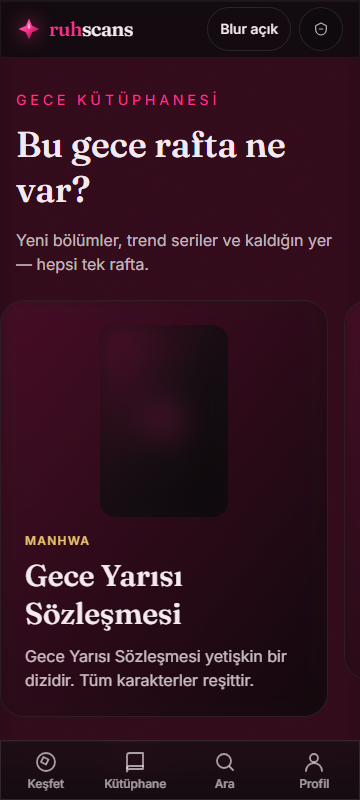 ruhscans
Blur açık
GECE KÜTÜPHANESİ
Bu gece rafta ne
var?
Yeni bölümler, trend seriler ve kaldığın yer
— hepsi tek rafta.
MANHWA
Gece Yarısı
Sözleşmesi
Gece Yarısı Sözleşmesi yetişkin bir
dizidir. Tüm karakterler reşittir.
Keşfet
Kütüphane
Ara
Profil